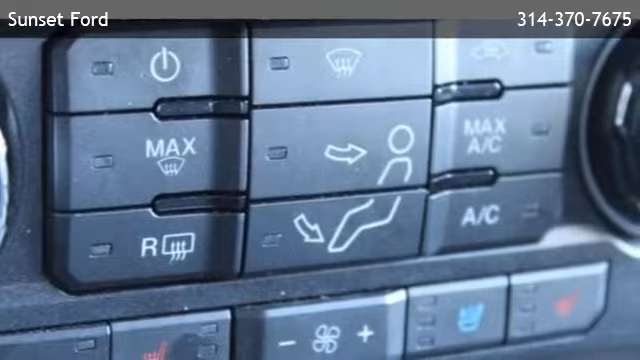 Sunset Ford
314-370-7675
MAX
MAX
A/C
R
A/C
- +